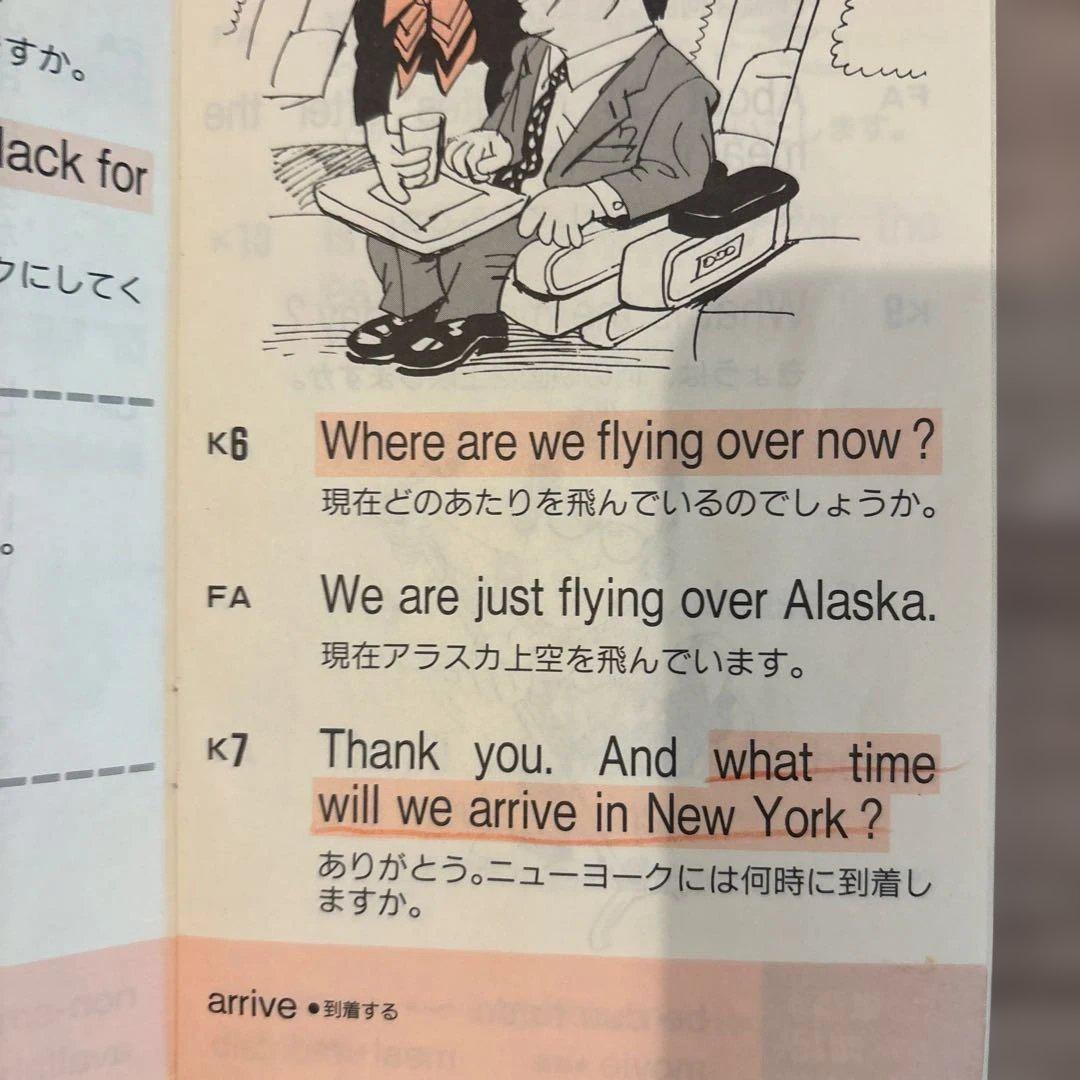 すか。
lack for
クにしてく
。
K6 Where are we flying over now ?
現在どのあたりを飛んでいるのでしょうか。
FA We are just flying over Alaska.
現在アラスカ上空を飛んでいます。
K7 Thank you. And what time
will we arrive in New York ?
ありがとう。ニューヨークには何時に到着し
ますか。
arrive ●到着する